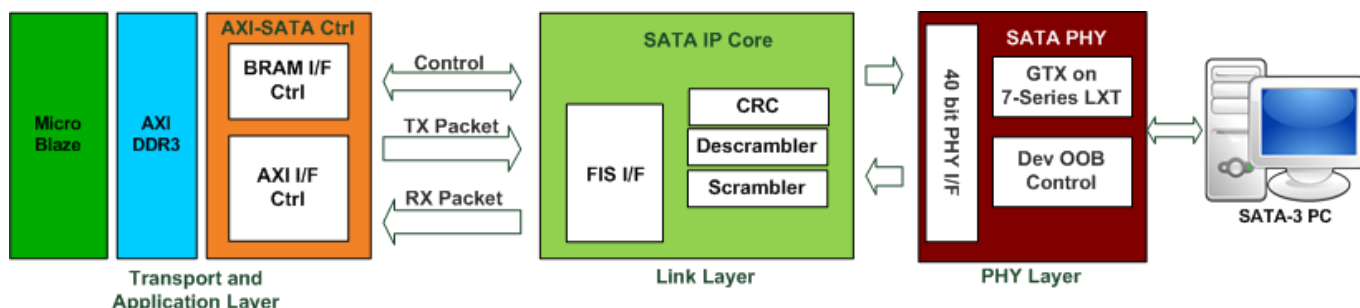 Micro
Blaze
AXI
DDR3
AXI-SATA Ctrl
BRAM I/F
Ctrl
AXI I/F
Ctrl
Transport and
Application Layer
Control
TX Packet
RX Packet
SATA IP Core
FIS I/F
CRC
Descrambler
Scrambler
Link Layer
40 bit PHY I/F
SATA PHY
GTX on
7-Series LXT
Dev OOB
Control
PHY Layer
SATA-3 PC